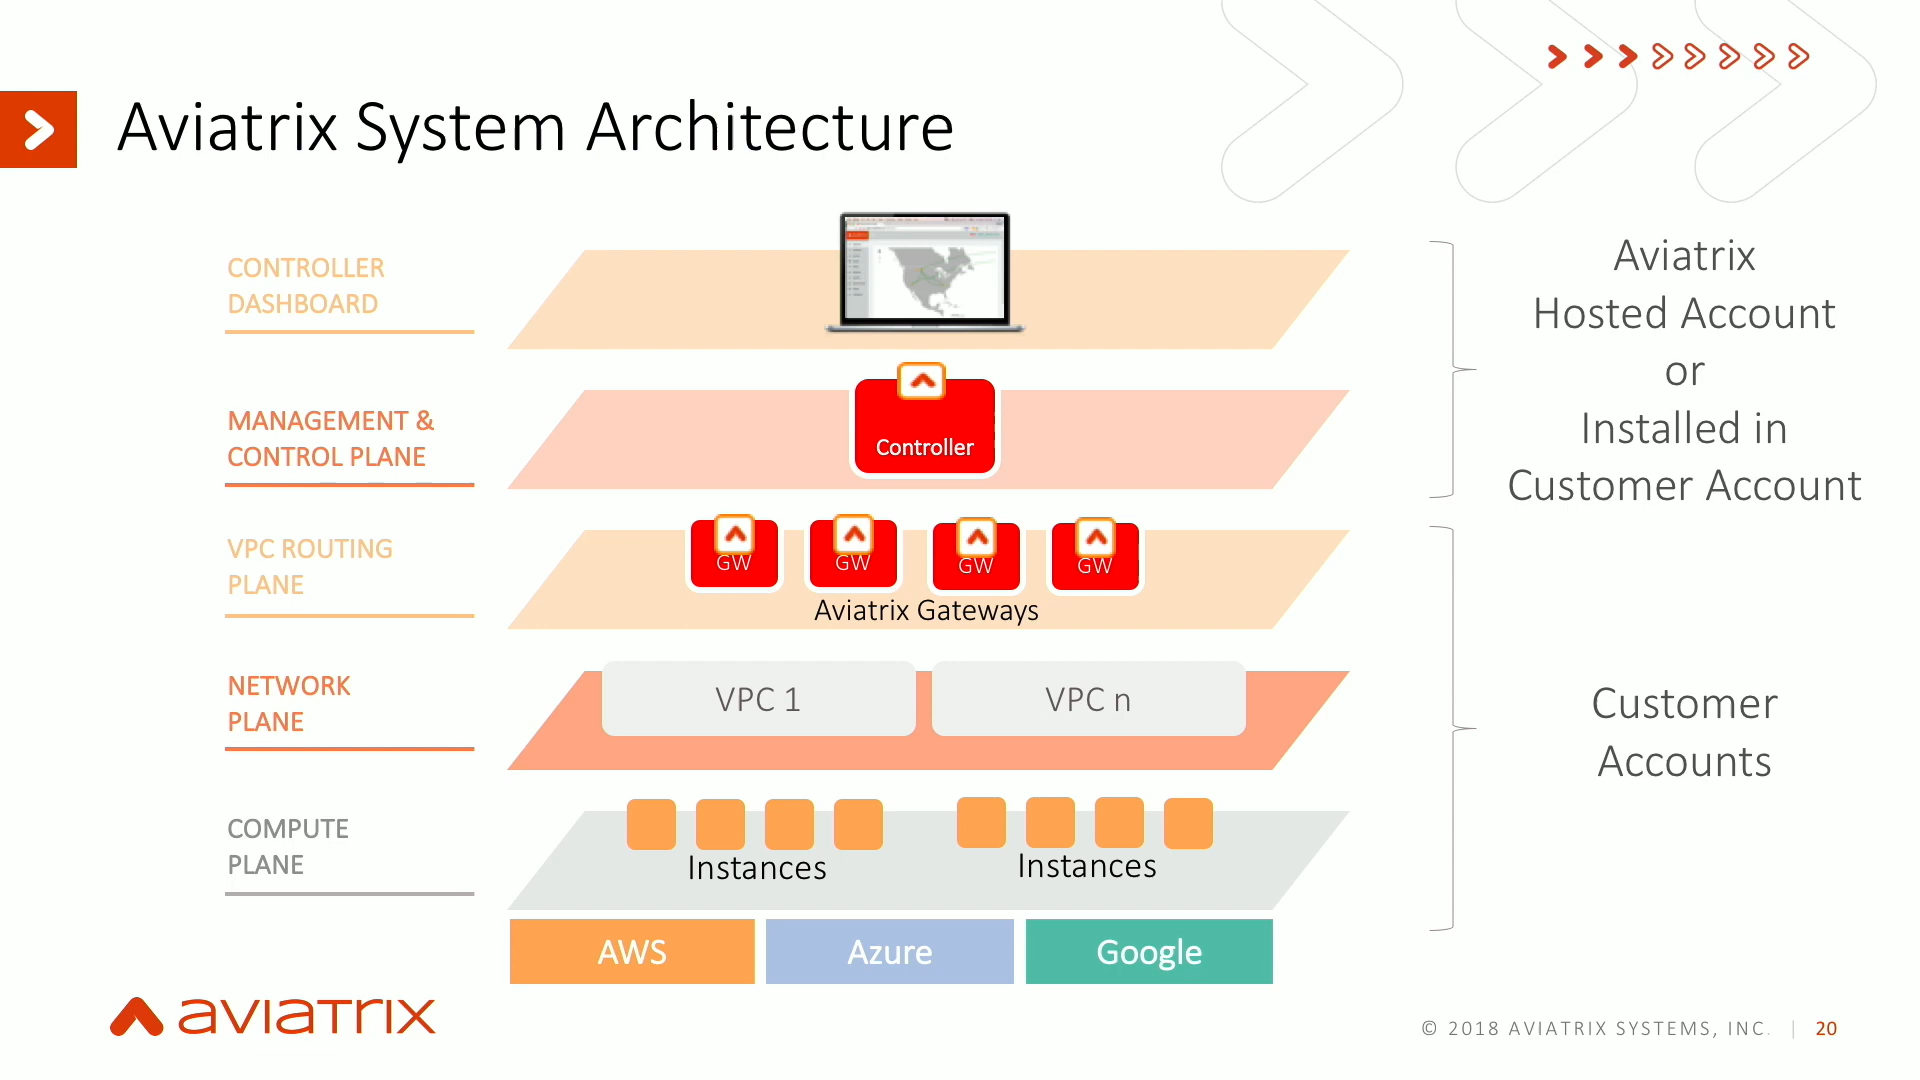 Aviatrix System Architecture
CONTROLLER
DASHBOARD
MANAGEMENT &
CONTROL PLANE
Controller
VPC ROUTING
PLANE
GW
GW
GW
GW
Aviatrix Gateways
NETWORK
PLANE
VPC 1
VPC n
COMPUTE
PLANE
Instances
Instances
AWS
Azure
Google
Aviatrix
Hosted Account
or
Installed in
Customer Account
Customer
Accounts
aviatrix
© 2018 AVIATRIX SYSTEMS, INC. | 20